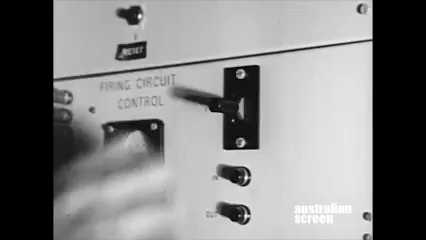 australian
screen
RESET
FIRING CIRCUIT
CONTROL
IN
OUT